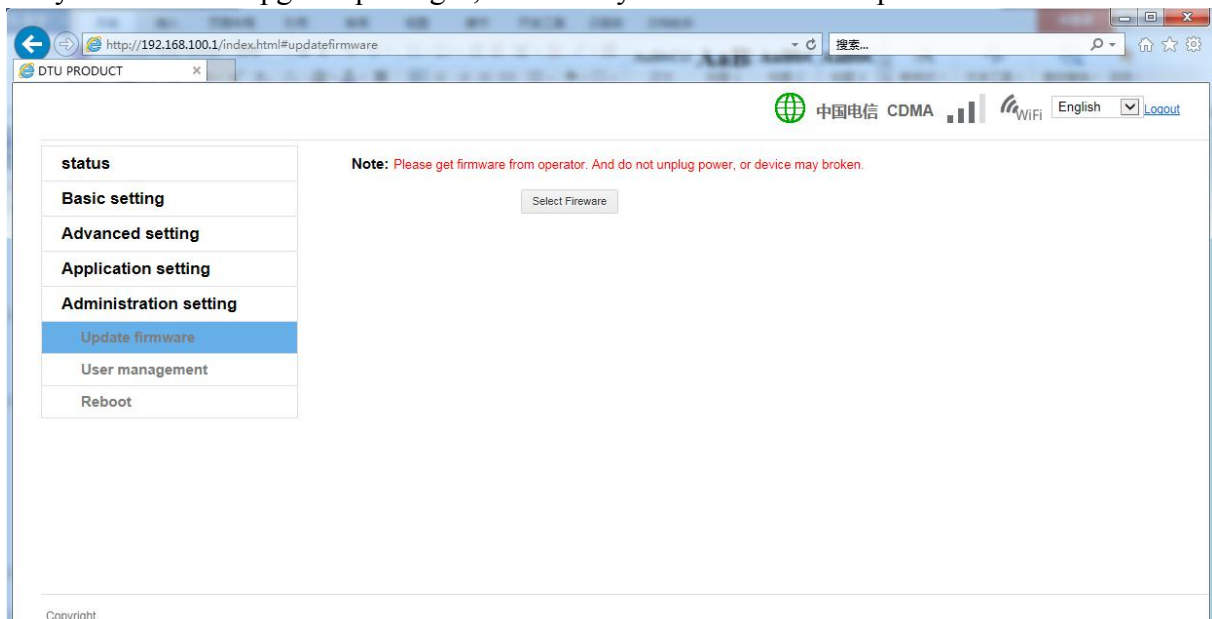 http://192.168.100.1/index.html#updatefirmware
搜索...
DTU PRODUCT
中国电信 CDMA
WiFi
English
Logout
status
Note: Please get firmware from operator. And do not unplug power, or device may broken.
Basic setting
Select Fireware
Advanced setting
Application setting
Administration setting
Update firmware
User management
Reboot
Copyright